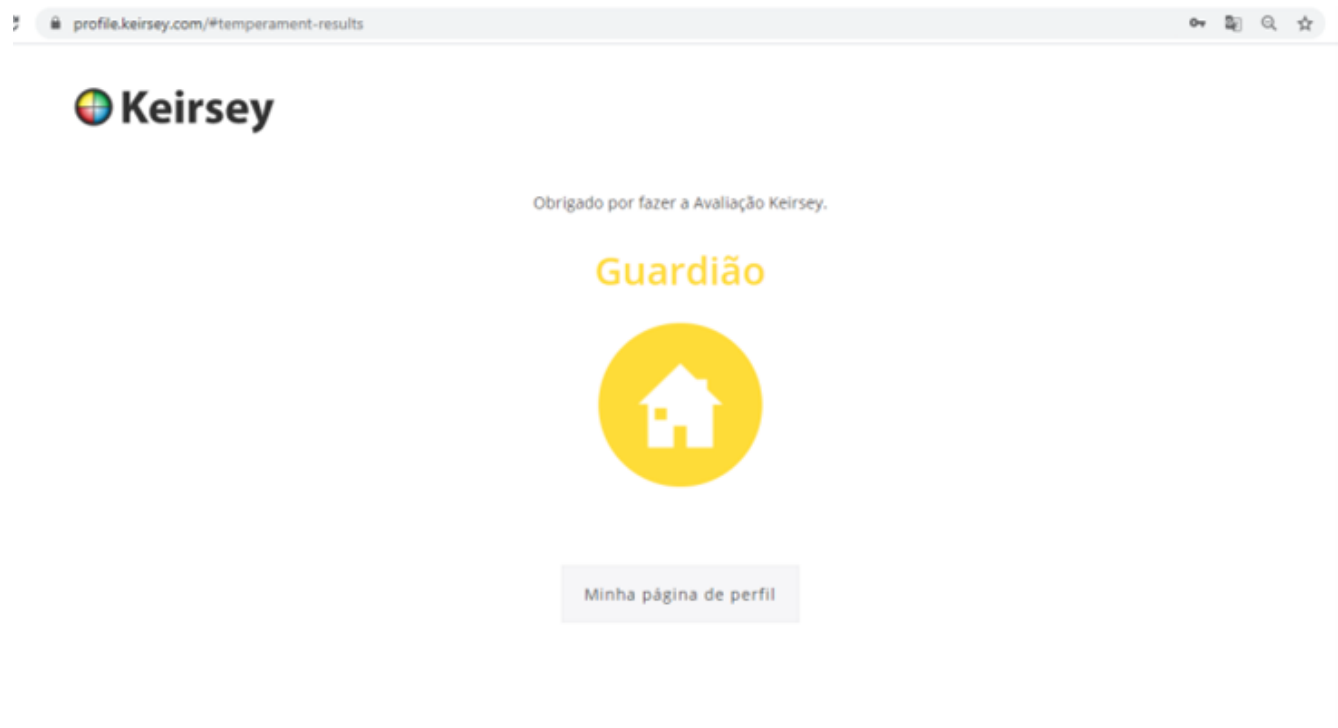 profile.keirsey.com/#temperament-results
Keirsey
Obrigado por fazer a Avaliação Keirsey.
Guardião
Minha página de perfil